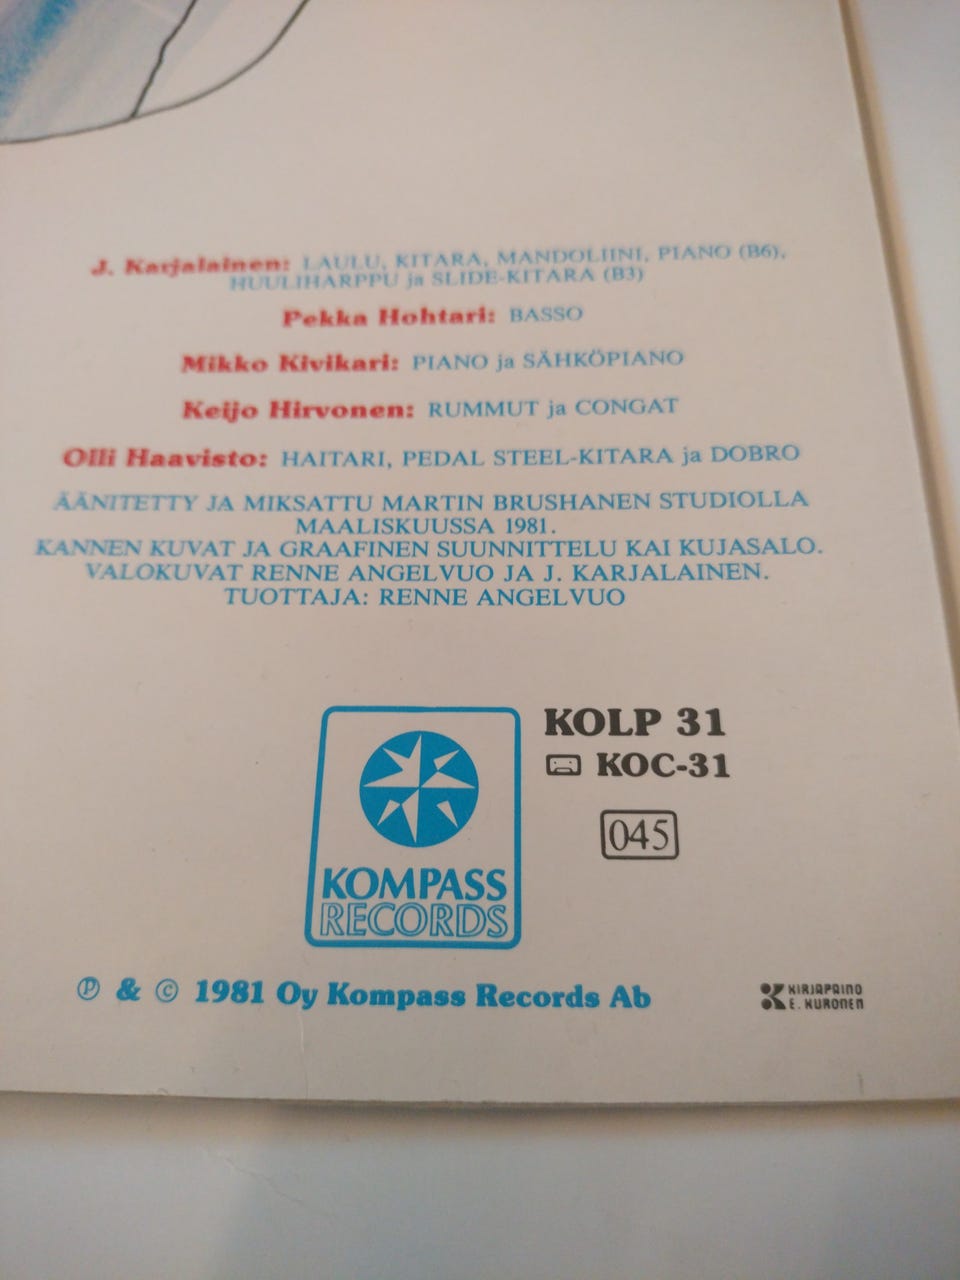 J. Karjalainen: LAULU, KITARA, MANDOLIINI, PIANO (B6),
HUULIHARPPU ja SLIDE-KITARA (B3)
Pekka Hohtari: BASSO
Mikko Kivikari: PIANO ja SÄHKÖPIANO
Keijo Hirvonen: RUMMUT ja CONGAT
Olli Haavisto: HAITARI, PEDAL STEEL-KITARA ja DOBRO
ÄÄNITETTY JA MIKSATTU MARTIN BRUSHANEN STUDIOLLA
MAALISKUUSSA 1981.
KANNEN KUVAT JA GRAAFINEN SUUNNITTELU KAI KUJASALO.
VALOKUVAT RENNE ANGELVUO JA J. KARJALAINEN.
TUOTTAJA: RENNE ANGELVUO
KOLP 31
KOC-31
045
KOMPASS
RECORDS
℗ & © 1981 Oy Kompass Records Ab
KIRJAPAINO
E. KURONEN